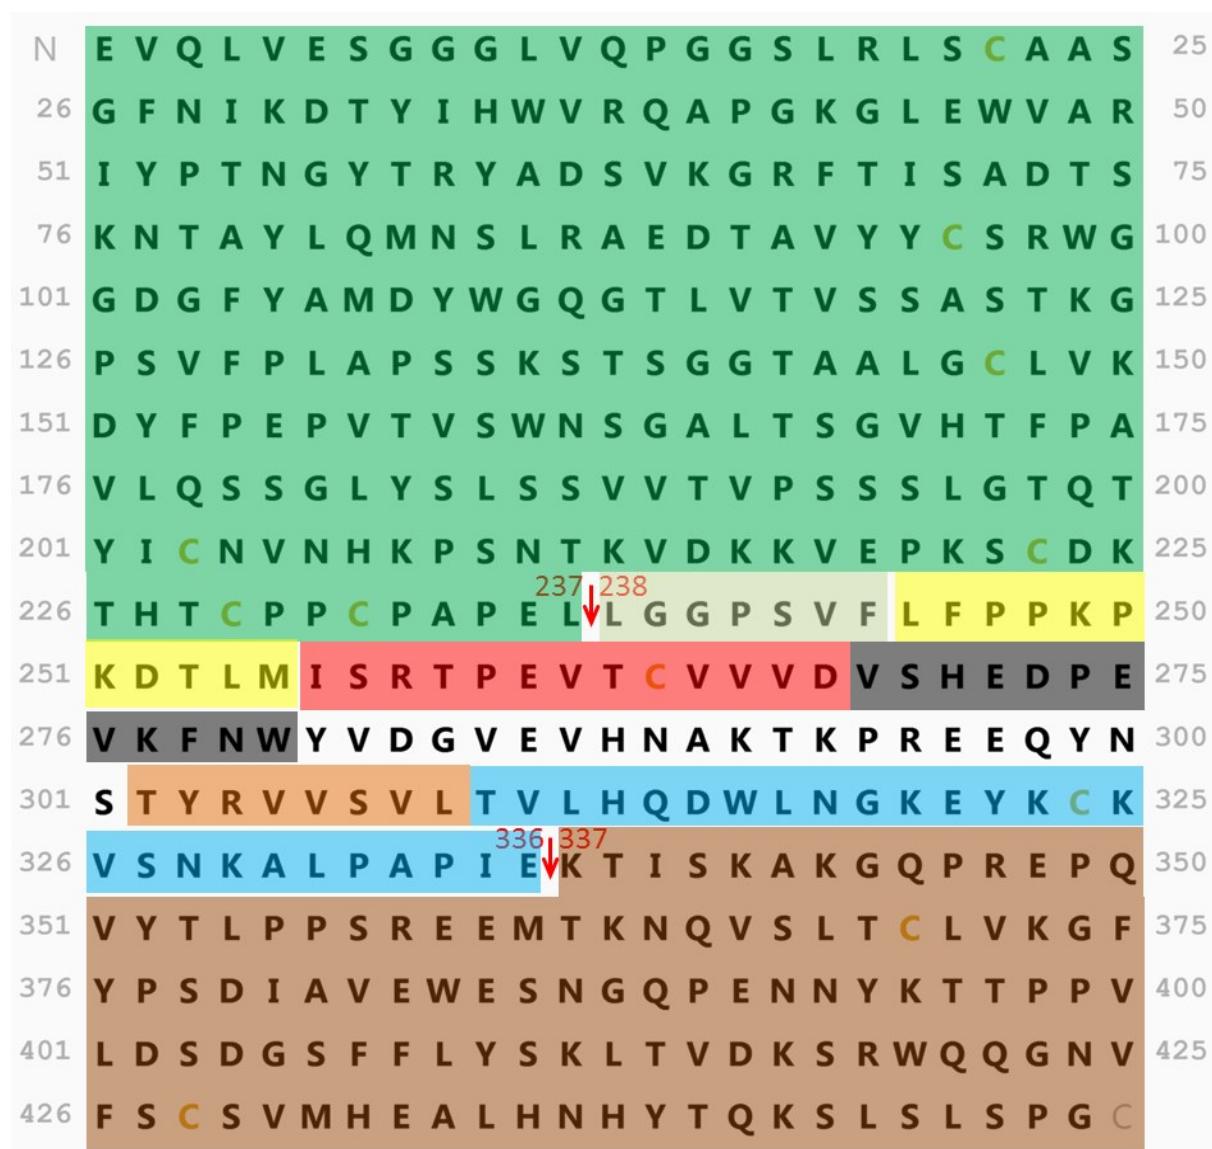 N E V Q L V E S G G G L V Q P G G S L R L S C A A S 25
26 G F N I K D T Y I H W V R Q A P G K G L E W V A R 50
51 I Y P T N G Y T R Y A D S V K G R F T I S A D T S 75
76 K N T A Y L Q M N S L R A E D T A V Y Y C S R W G 100
101 G D G F Y A M D Y W G Q G T L V T V S S A S T K G 125
126 P S V F P L A P S S K S T S G G T A A L G C L V K 150
151 D Y F P E P V T V S W N S G A L T S G V H T F P A 175
176 V L Q S S G L Y S L S S V V T V P S S S L G T Q T 200
201 Y I C N V N H K P S N T K V D K K V E P K S C D K 225
237 238
226 T H T C P P C P A P E L L G G P S V F L F P P K P 250
251 K D T L M I S R T P E V T C V V V D V S H E D P E 275
276 V K F N W Y V D G V E V H N A K T K P R E E Q Y N 300
301 S T Y R V V S V L T V L H Q D W L N G K E Y K C K 325
336 337
326 V S N K A L P A P I E K T I S K A K G Q P R E P Q 350
351 V Y T L P P S R E E M T K N Q V S L T C L V K G F 375
376 Y P S D I A V E W E S N G Q P E N N Y K T T P P V 400
401 L D S D G S F F L Y S K L T V D K S R W Q Q G N V 425
426 F S C S V M H E A L H N H Y T Q K S L S L S P G C